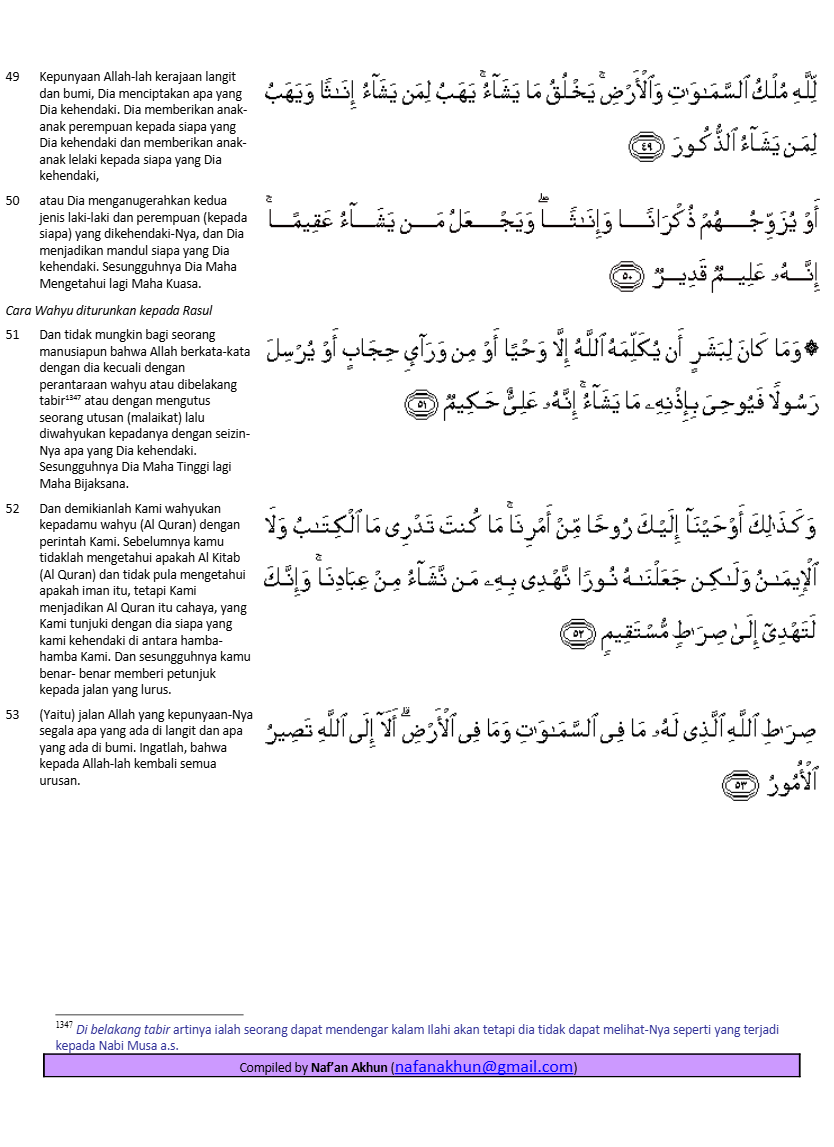 49 Kepunyaan Allah-lah kerajaan langit
dan bumi, Dia menciptakan apa yang
Dia kehendaki. Dia memberikan anak-
anak perempuan kepada siapa yang
Dia kehendaki dan memberikan anak-
anak lelaki kepada siapa yang Dia
kehendaki,
لِّلَّهِ مُلْكُ ٱلسَّمَـٰوَٰتِ وَٱلْأَرْضِ ۚ يَخْلُقُ مَا يَشَآءُ ۚ يَهَبُ لِمَن يَشَآءُ إِنَـٰثًا وَيَهَبُ
لِمَن يَشَآءُ ٱلذُّكُورَ ﴿٤٩﴾
50 atau Dia menganugerahkan kedua
jenis laki-laki dan perempuan (kepada
siapa) yang dikehendaki-Nya, dan Dia
menjadikan mandul siapa yang Dia
kehendaki. Sesungguhnya Dia Maha
Mengetahui lagi Maha Kuasa.
أَوْ يُزَوِّجُهُمْ ذُكْرَانًا وَإِنَـٰثًا ۖ وَيَجْعَلُ مَن يَشَآءُ عَقِيمًا ۚ
إِنَّهُۥ عَلِيمٌ قَدِيرٌ ﴿٥٠﴾
Cara Wahyu diturunkan kepada Rasul
51 Dan tidak mungkin bagi seorang
manusiapun bahwa Allah berkata-kata
dengan dia kecuali dengan
perantaraan wahyu atau dibelakang
tabir1347 atau dengan mengutus
seorang utusan (malaikat) lalu
diwahyukan kepadanya dengan seizin-
Nya apa yang Dia kehendaki.
Sesungguhnya Dia Maha Tinggi lagi
Maha Bijaksana.
۞ وَمَا كَانَ لِبَشَرٍ أَن يُكَلِّمَهُ ٱللَّهُ إِلَّا وَحْيًا أَوْ مِن وَرَآئِ حِجَابٍ أَوْ يُرْسِلَ
رَسُولًا فَيُوحِىَ بِإِذْنِهِۦ مَا يَشَآءُ ۚ إِنَّهُۥ عَلِىٌّ حَكِيمٌ ﴿٥١﴾
52 Dan demikianlah Kami wahyukan
kepadamu wahyu (Al Quran) dengan
perintah Kami. Sebelumnya kamu
tidaklah mengetahui apakah Al Kitab
(Al Quran) dan tidak pula mengetahui
apakah iman itu, tetapi Kami
menjadikan Al Quran itu cahaya, yang
Kami tunjuki dengan dia siapa yang
kami kehendaki di antara hamba-
hamba Kami. Dan sesungguhnya kamu
benar- benar memberi petunjuk
kepada jalan yang lurus.
وَكَذَٰلِكَ أَوْحَيْنَآ إِلَيْكَ رُوحًا مِّنْ أَمْرِنَا ۚ مَا كُنتَ تَدْرِى مَا ٱلْكِتَـٰبُ وَلَا
ٱلْإِيمَـٰنُ وَلَـٰكِن جَعَلْنَـٰهُ نُورًا نَّهْدِى بِهِۦ مَن نَّشَآءُ مِنْ عِبَادِنَا ۚ وَإِنَّكَ
لَتَهْدِىٓ إِلَىٰ صِرَٰطٍ مُّسْتَقِيمٍ ﴿٥٢﴾
53 (Yaitu) jalan Allah yang kepunyaan-Nya
segala apa yang ada di langit dan apa
yang ada di bumi. Ingatlah, bahwa
kepada Allah-lah kembali semua
urusan.
صِرَٰطِ ٱللَّهِ ٱلَّذِى لَهُۥ مَا فِى ٱلسَّمَـٰوَٰتِ وَمَا فِى ٱلْأَرْضِ ۗ أَلَآ إِلَى ٱللَّهِ تَصِيرُ
ٱلْأُمُورُ ﴿٥٣﴾
1347 Di belakang tabir artinya ialah seorang dapat mendengar kalam Ilahi akan tetapi dia tidak dapat melihat-Nya seperti yang terjadi
kepada Nabi Musa a.s.
Compiled by Naf’an Akhun (nafanakhun@gmail.com)